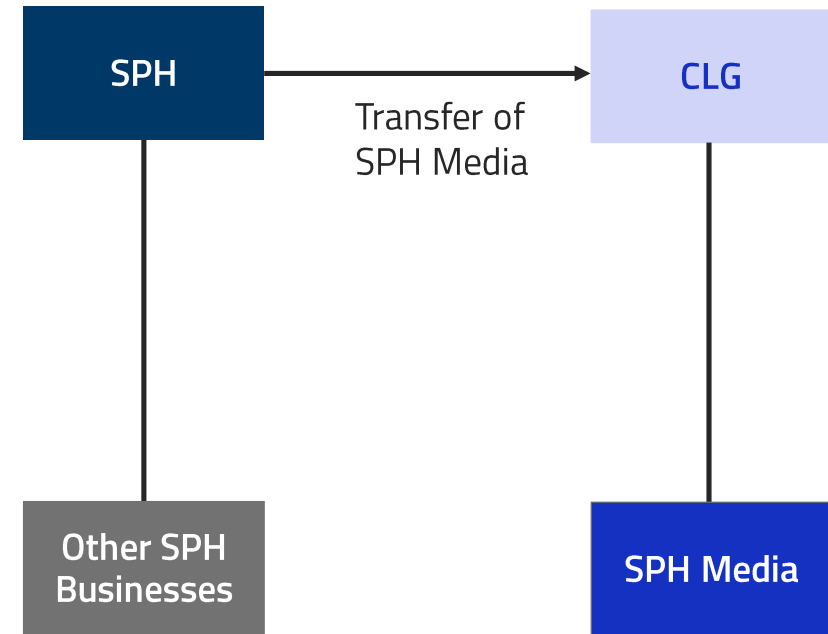 SPH
CLG
Transfer of
SPH Media
Other SPH
Businesses
SPH Media